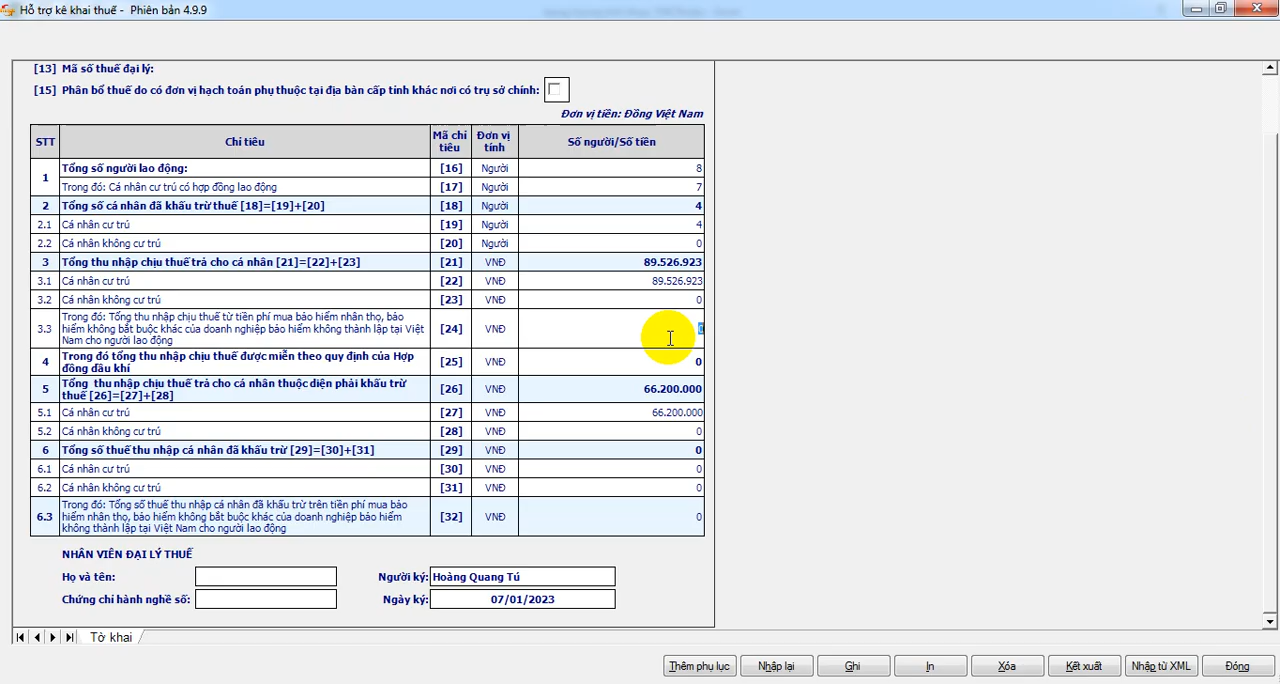 Hỗ trợ kê khai thuế - Phiên bản 4.9.9
[13] Mã số thuế đại lý:
[15] Phân bổ thuế do có đơn vị hạch toán phụ thuộc tại địa bàn cấp tỉnh khác nơi có trụ sở chính:
Đơn vị tiền: Đồng Việt Nam
STT Chỉ tiêu Mã chỉ tiêu Đơn vị tính Số người/Số tiền
1 Tổng số người lao động: [16] Người 8
Trong đó: Cá nhân cư trú có hợp đồng lao động [17] Người 7
2 Tổng số cá nhân đã khấu trừ thuế [18]=[19]+[20] [18] Người 4
2.1 Cá nhân cư trú [19] Người 4
2.2 Cá nhân không cư trú [20] Người 0
3 Tổng thu nhập chịu thuế trả cho cá nhân [21]=[22]+[23] [21] VNĐ 89.526.923
3.1 Cá nhân cư trú [22] VNĐ 89.526.923
3.2 Cá nhân không cư trú [23] VNĐ 0
Trong đó: Tổng thu nhập chịu thuế từ tiền phí mua bảo hiểm nhân thọ, bảo
3.3 hiểm không bắt buộc khác của doanh nghiệp bảo hiểm không thành lập tại Việt [24] VNĐ 0
Nam cho người lao động
4 Trong đó tổng thu nhập chịu thuế được miễn theo quy định của Hợp [25] VNĐ 0
đồng dầu khí
5 Tổng thu nhập chịu thuế trả cho cá nhân thuộc diện phải khấu trừ [26] VNĐ 66.200.000
thuế [26]=[27]+[28]
5.1 Cá nhân cư trú [27] VNĐ 66.200.000
5.2 Cá nhân không cư trú [28] VNĐ 0
6 Tổng số thuế thu nhập cá nhân đã khấu trừ [29]=[30]+[31] [29] VNĐ 0
6.1 Cá nhân cư trú [30] VNĐ 0
6.2 Cá nhân không cư trú [31] VNĐ 0
Trong đó: Tổng số thuế thu nhập cá nhân đã khấu trừ trên tiền phí mua bảo
6.3 hiểm nhân thọ, bảo hiểm không bắt buộc khác của doanh nghiệp bảo hiểm [32] VNĐ 0
không thành lập tại Việt Nam cho người lao động
NHÂN VIÊN ĐẠI LÝ THUẾ
Họ và tên: Người ký: Hoàng Quang Tú
Chứng chỉ hành nghề số: Ngày ký: 07/01/2023
Tờ khai
Thêm phụ lục Nhập lại Ghi In Xóa Kết xuất Nhập từ XML Đóng